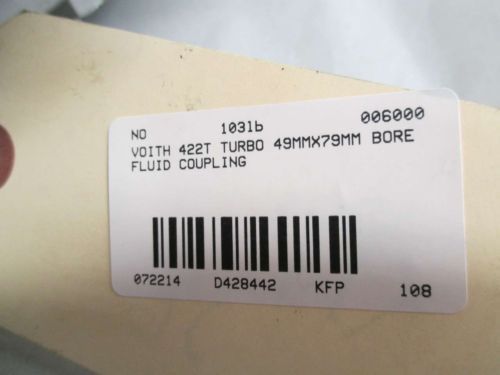 NO 1031b 006000
VOITH 422T TURBO 49MMX79MM BORE
FLUID COUPLING
072214 D428442 KFP 108